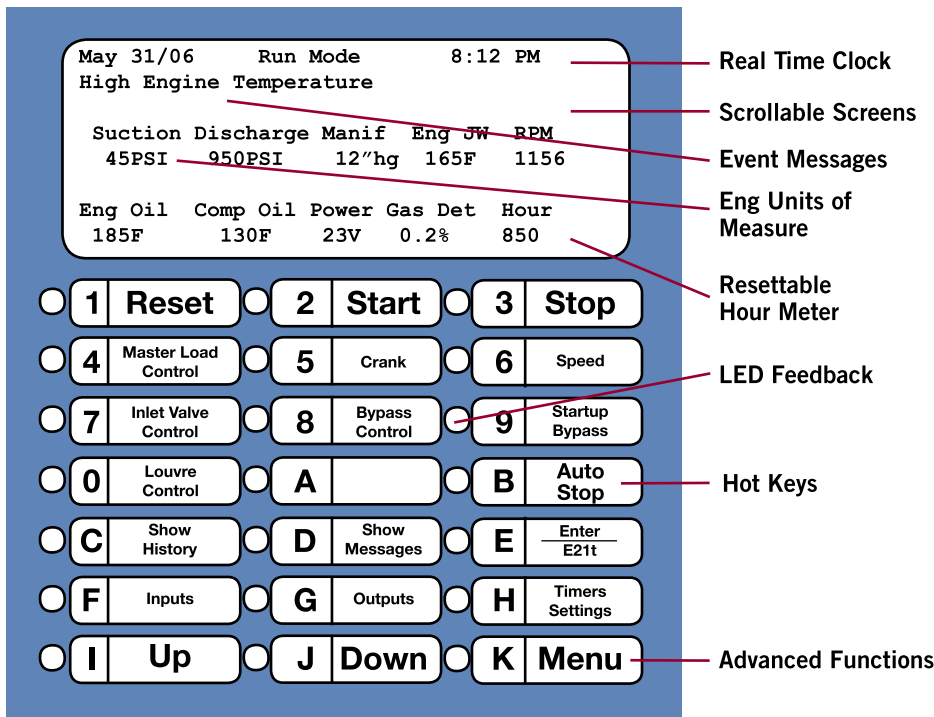 May 31/06 Run Mode 8:12 PM
High Engine Temperature
Suction Discharge Manif Eng JW RPM
45PSI 950PSI 12″hg 165F 1156
Eng Oil Comp Oil Power Gas Det Hour
185F 130F 23V 0.2% 850
Real Time Clock
Scrollable Screens
Event Messages
Eng Units of
Measure
Resettable
Hour Meter
LED Feedback
Hot Keys
Advanced Functions
1 Reset
2 Start
3 Stop
4 Master Load
Control
5 Crank
6 Speed
7 Inlet Valve
Control
8 Bypass
Control
9 Startup
Bypass
0 Louvre
Control
A
B Auto
Stop
C Show
History
D Show
Messages
E Enter
E21t
F Inputs
G Outputs
H Timers
Settings
I Up
J Down
K Menu